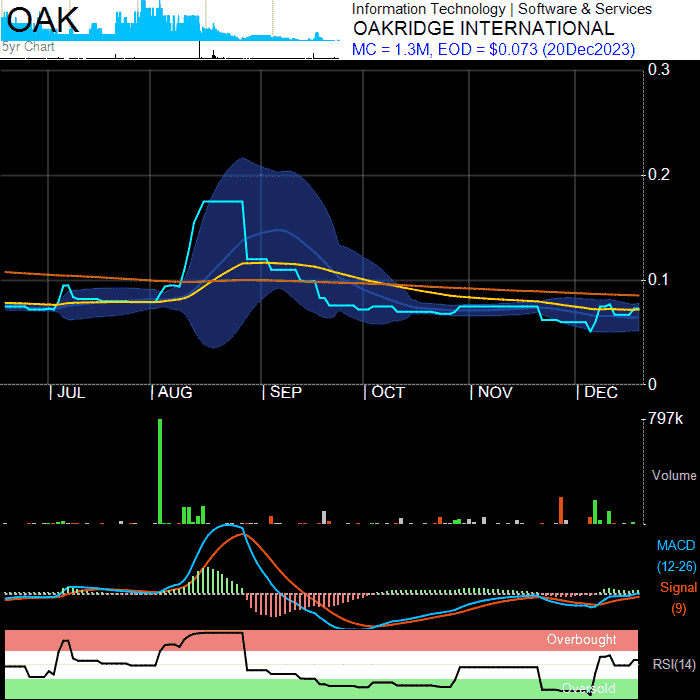 OAK
5yr Chart
Information Technology | Software & Services
OAKRIDGE INTERNATIONAL
MC = 1.3M, EOD = $0.073 (20Dec2023)
0.3
0.2
0.1
0
JUL
AUG
SEP
OCT
NOV
DEC
797k
Volume
MACD
(12-26)
Signal
(9)
Overbought
RSI(14)
Oversold